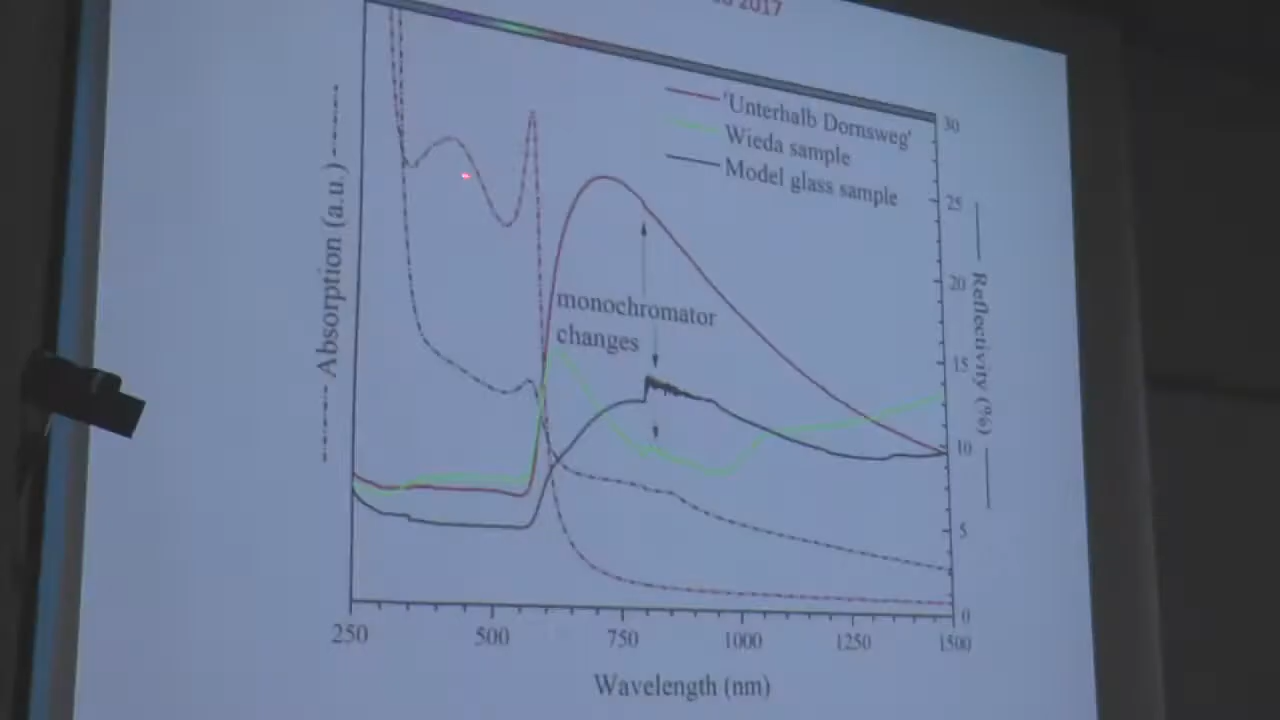 2017
'Unterhalb Dornsweg'
Wieda sample
Model glass sample
monochromator
changes
Absorption (a.u.)
Reflectivity (%)
30
25
20
15
10
5
0
250 500 750 1000 1250 1500
Wavelength (nm)